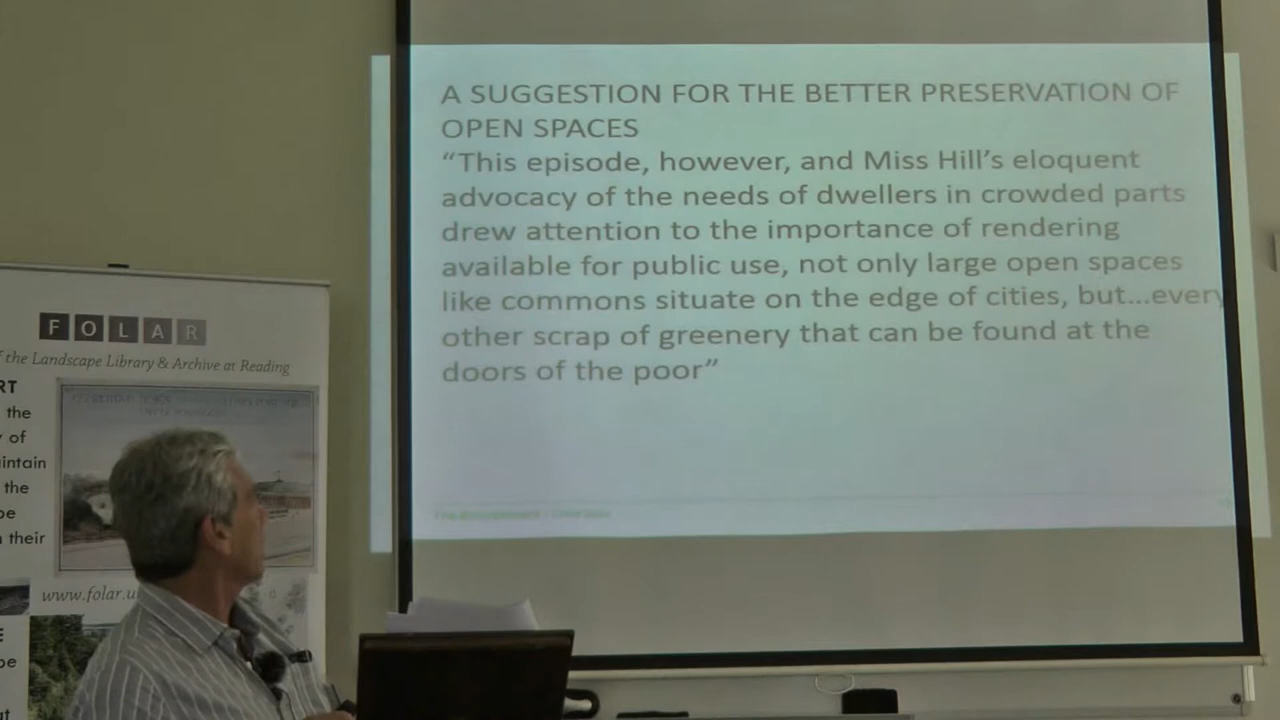 A SUGGESTION FOR THE BETTER PRESERVATION OF
OPEN SPACES
“This episode, however, and Miss Hill’s eloquent
advocacy of the needs of dwellers in crowded parts
drew attention to the importance of rendering
available for public use, not only large open spaces
like commons situate on the edge of cities, but...every
other scrap of greenery that can be found at the
doors of the poor”
FOLAR
the Landscape Library & Archive at Reading
the
of
the
their
www.folar.u